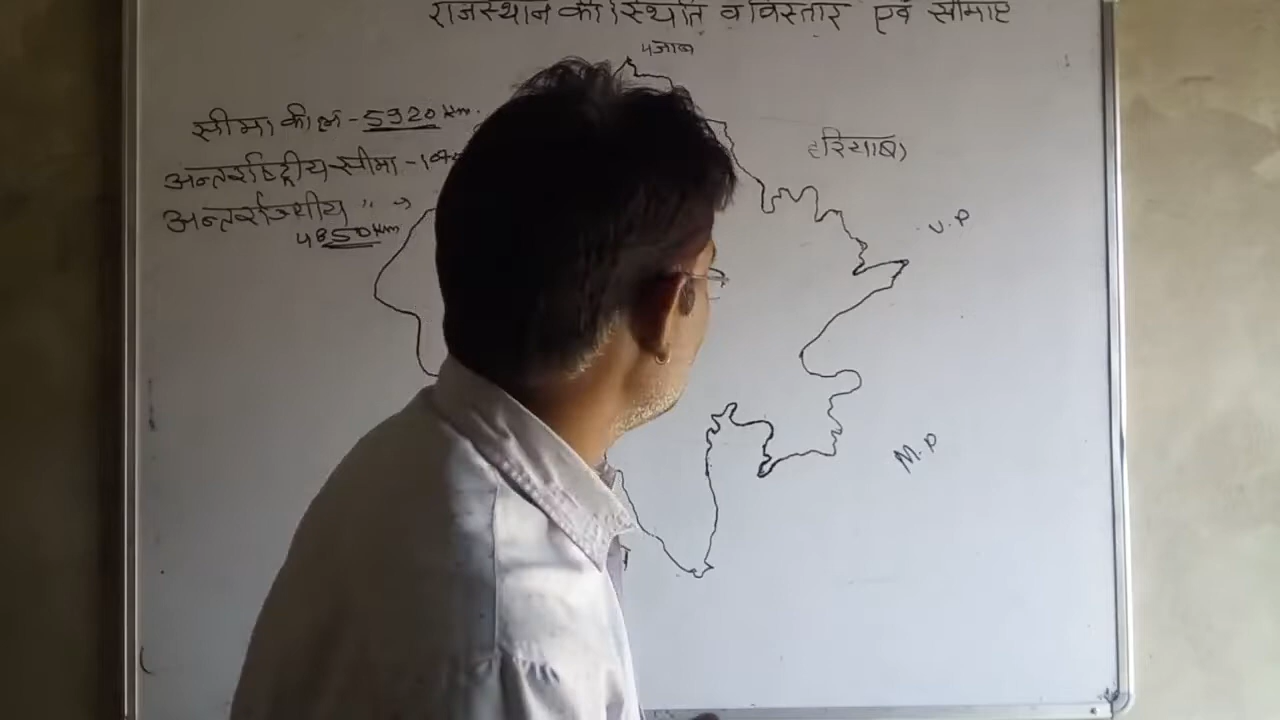 राजस्थान की स्थिति व विस्तार एवं सीमाएं
पंजाब
सीमा की ल.-5920 km.
हरियाणा
अन्तर्राष्ट्रीय सीमा -
अन्तर्राज्यीय " →
4850 km
U.P
M.P